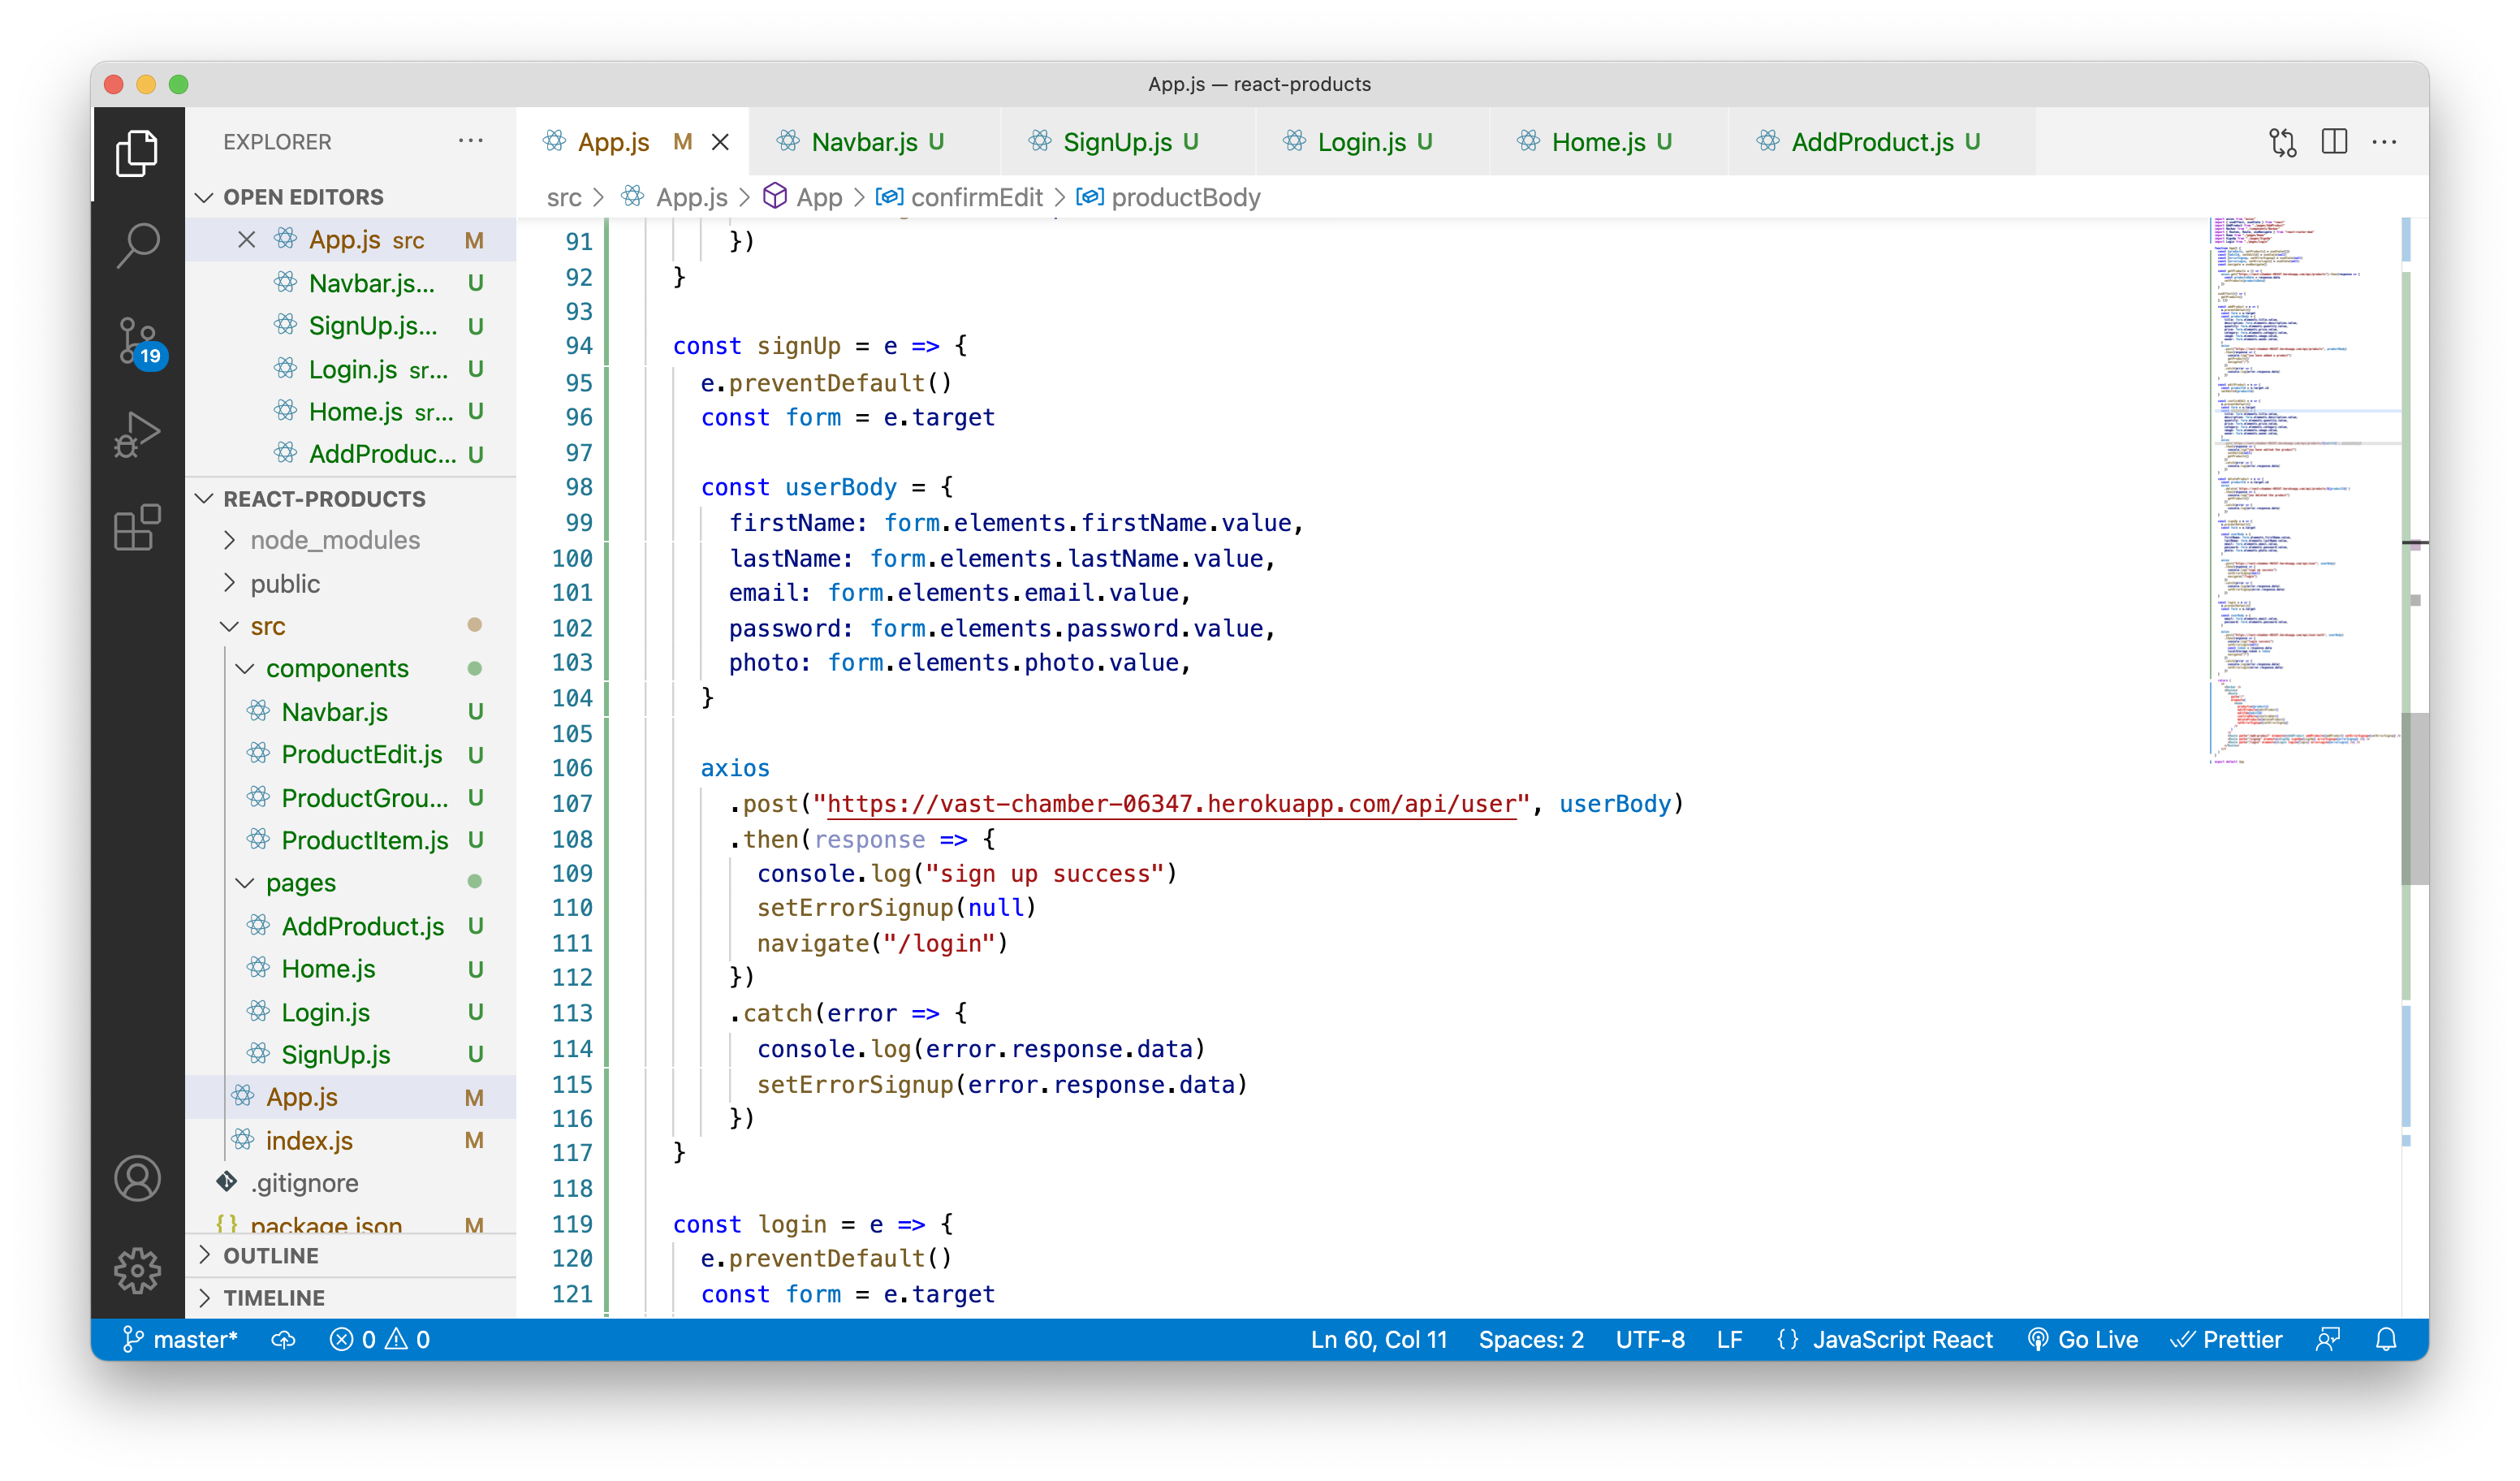 App.js — react-products
EXPLORER
App.js M
Navbar.js U
SignUp.js U
Login.js U
Home.js U
AddProduct.js U
OPEN EDITORS
App.js src M
Navbar.js... U
SignUp.js... U
Login.js sr... U
Home.js sr... U
AddProduc... U
REACT-PRODUCTS
node_modules
public
src
components
Navbar.js U
ProductEdit.js U
ProductGrou... U
ProductItem.js U
pages
AddProduct.js U
Home.js U
Login.js U
SignUp.js U
App.js M
index.js M
.gitignore
{} package.json M
OUTLINE
TIMELINE
19
src > App.js > App > confirmEdit > productBody
91 })
92 }
93
94 const signUp = e => {
95 e.preventDefault()
96 const form = e.target
97
98 const userBody = {
99 firstName: form.elements.firstName.value,
100 lastName: form.elements.lastName.value,
101 email: form.elements.email.value,
102 password: form.elements.password.value,
103 photo: form.elements.photo.value,
104 }
105
106 axios
107 .post("https://vast-chamber-06347.herokuapp.com/api/user", userBody)
108 .then(response => {
109 console.log("sign up success")
110 setErrorSignup(null)
111 navigate("/login")
112 })
113 .catch(error => {
114 console.log(error.response.data)
115 setErrorSignup(error.response.data)
116 })
117 }
118
119 const login = e => {
120 e.preventDefault()
121 const form = e.target
master* 0 0 Ln 60, Col 11 Spaces: 2 UTF-8 LF {} JavaScript React Go Live Prettier